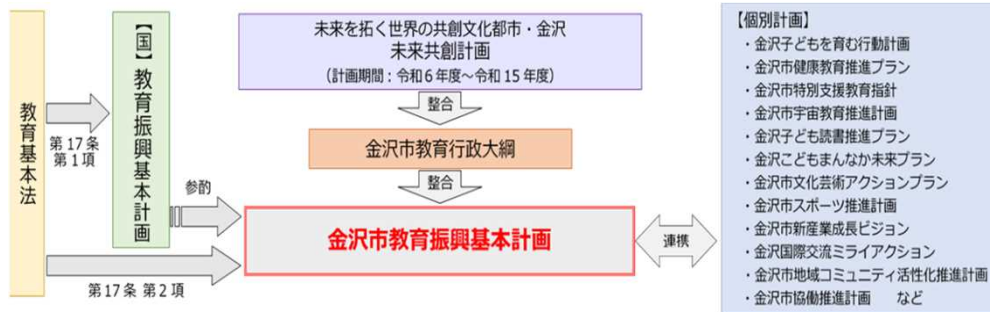 教育基本法
第17条
第1項
【国】教育振興基本計画
参酌
第17条 第2項
未来を拓く世界の共創文化都市・金沢
未来共創計画
(計画期間:令和6年度～令和15年度)
整合
金沢市教育行政大綱
整合
金沢市教育振興基本計画
連携
【個別計画】
・金沢子どもを育む行動計画
・金沢市健康教育推進プラン
・金沢市特別支援教育指針
・金沢市宇宙教育推進計画
・金沢子ども読書推進プラン
・金沢こどもまんなか未来プラン
・金沢市文化芸術アクションプラン
・金沢市スポーツ推進計画
・金沢市新産業成長ビジョン
・金沢国際交流ミライアクション
・金沢市地域コミュニティ活性化推進計画
・金沢市協働推進計画　など